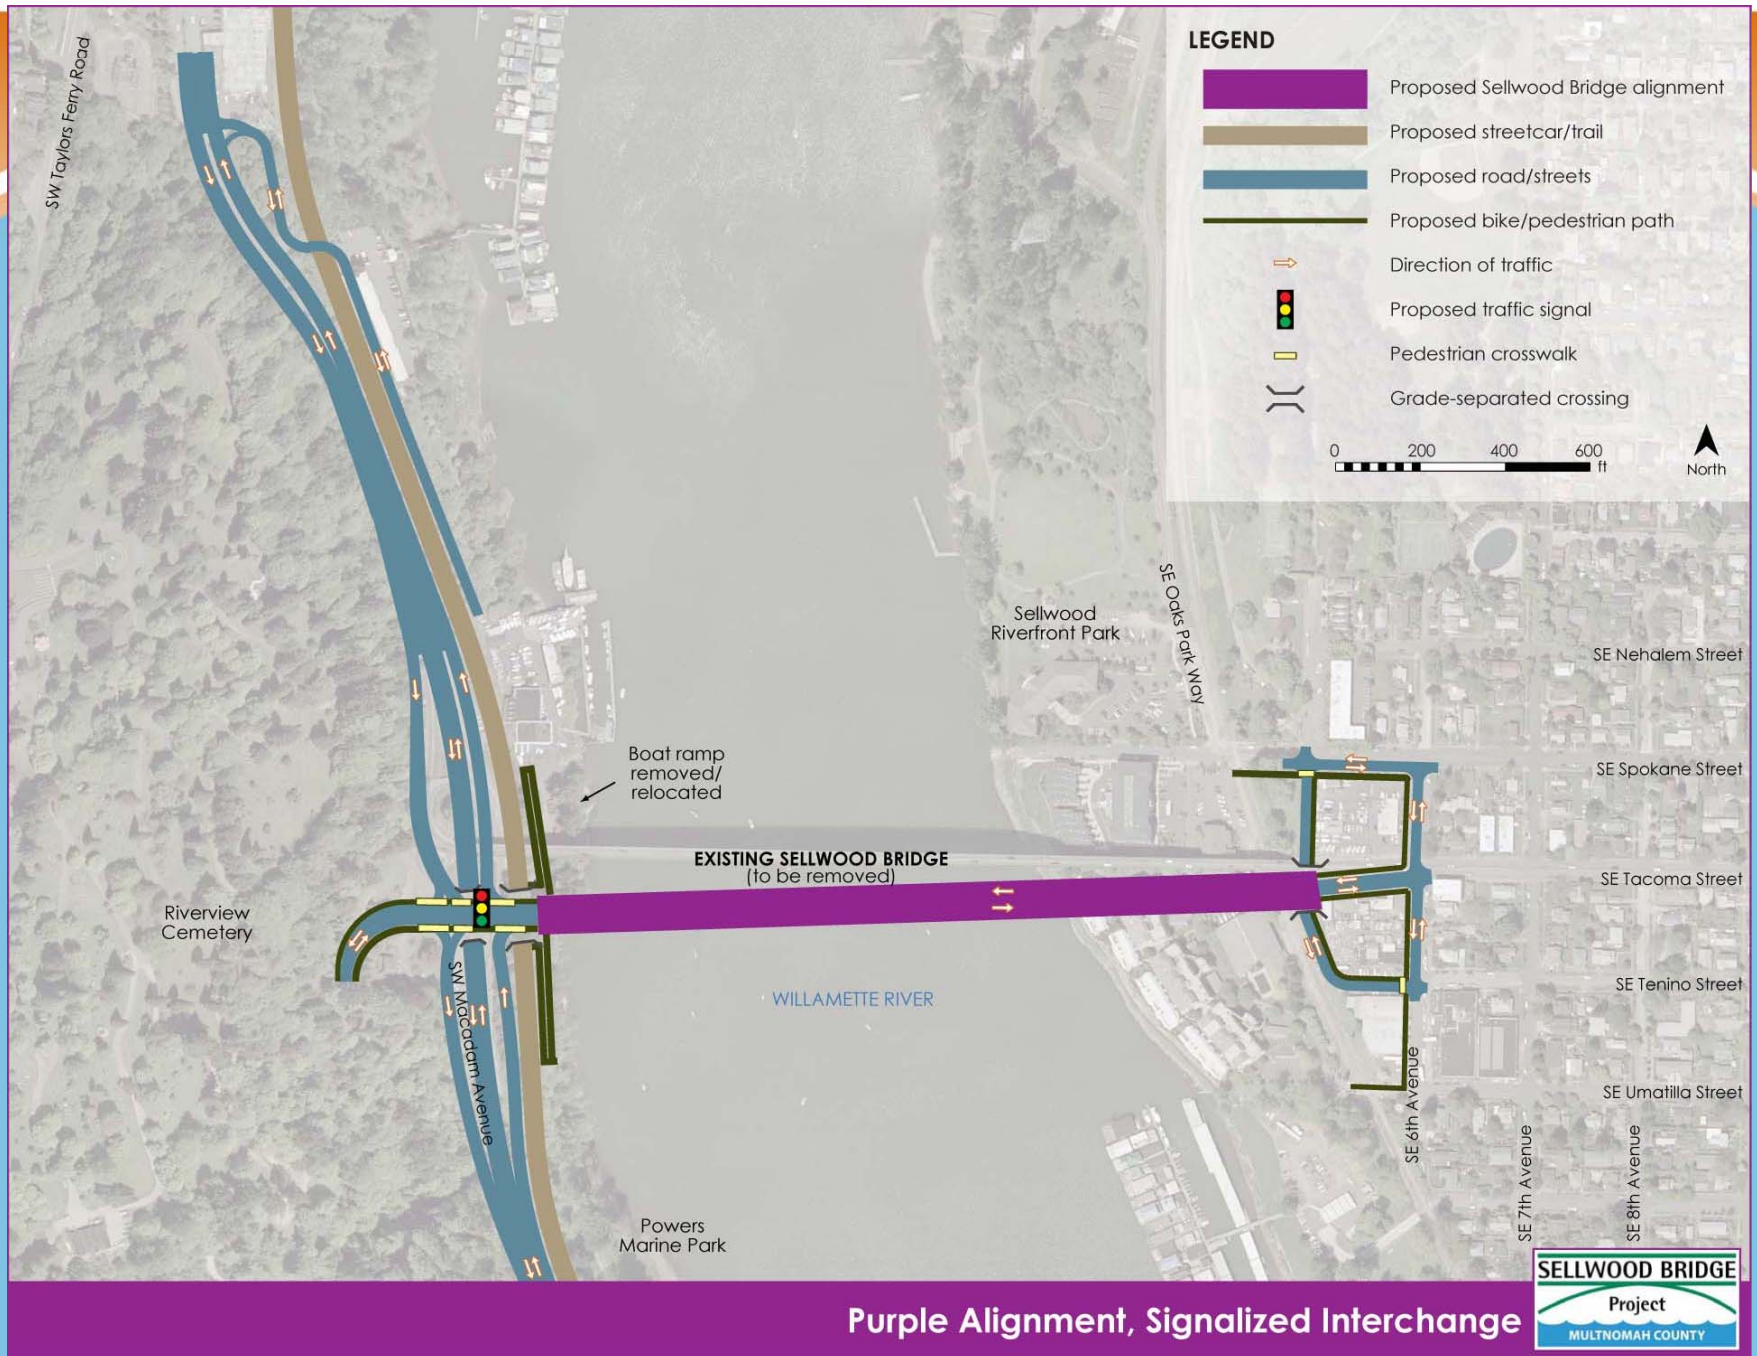 SW Taylors Ferry Road
LEGEND
Proposed Sellwood Bridge alignment
Proposed streetcar/trail
Proposed road/streets
Proposed bike/pedestrian path
Direction of traffic
Proposed traffic signal
Pedestrian crosswalk
Grade-separated crossing
0 200 400 600
ft
North
SE Oaks Park Way
Sellwood
Riverfront Park
SE Nehalem Street
Boat ramp
removed/
relocated
SE Spokane Street
EXISTING SELLWOOD BRIDGE
(to be removed)
SE Tacoma Street
Riverview
Cemetery
SW Macadam Avenue
WILLAMETTE RIVER
SE Tenino Street
SE Umatilla Street
SE 6th Avenue
SE 7th Avenue
SE 8th Avenue
Powers
Marine Park
Purple Alignment, Signalized Interchange
SELLWOOD BRIDGE
Project
MULTNOMAH COUNTY